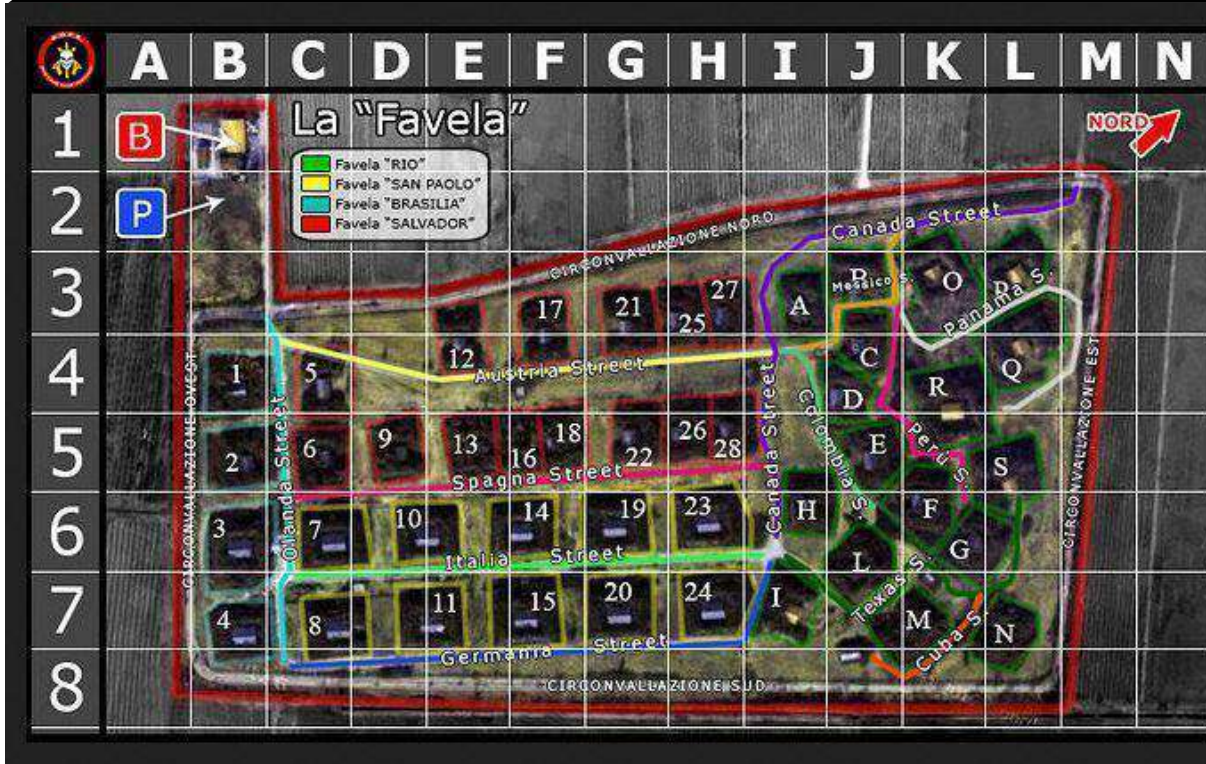 A B C D E F G H I J K L M N
1 B La “Favela” NORD
Favela "RIO"
Favela "SAN PAOLO"
Favela "BRASILIA"
Favela "SALVADOR"
2 P
CIRCONVALLAZIONE NORD
Canada Street
3 17 21 25 27 A B Messico S. O P Panama S.
4 1 5 12 Austria Street C D R Q
CIRCONVALLAZIONE OVEST
Olanda Street
Canada Street
Colombia S.
CIRCONVALLAZIONE EST
5 2 6 9 13 16 18 22 26 28 E Perù S. S
Spagna Street
6 3 7 10 14 19 23 H F G L
Italia Street
Texas S.
7 4 8 11 15 20 24 I M N
Cuba S.
Germania Street
8 CIRCONVALLAZIONE SUD